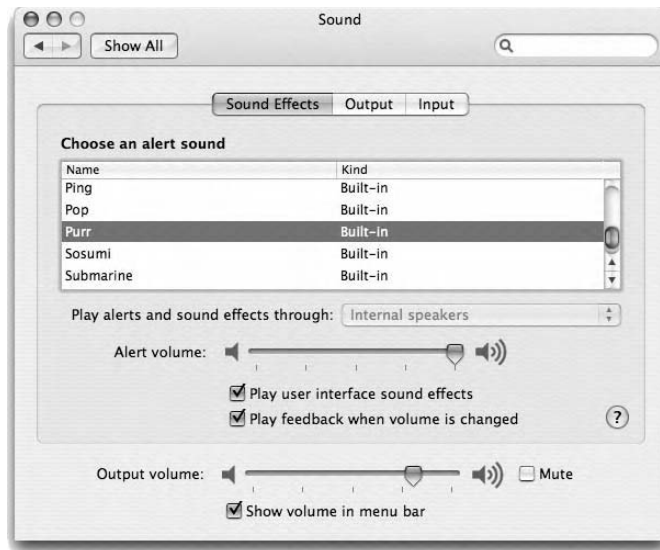 Sound
Show All
Sound Effects Output Input
Choose an alert sound
Name Kind
Ping Built-in
Pop Built-in
Purr Built-in
Sosumi Built-in
Submarine Built-in
Play alerts and sound effects through: Internal speakers
Alert volume:
Play user interface sound effects
Play feedback when volume is changed ?
Output volume: Mute
Show volume in menu bar